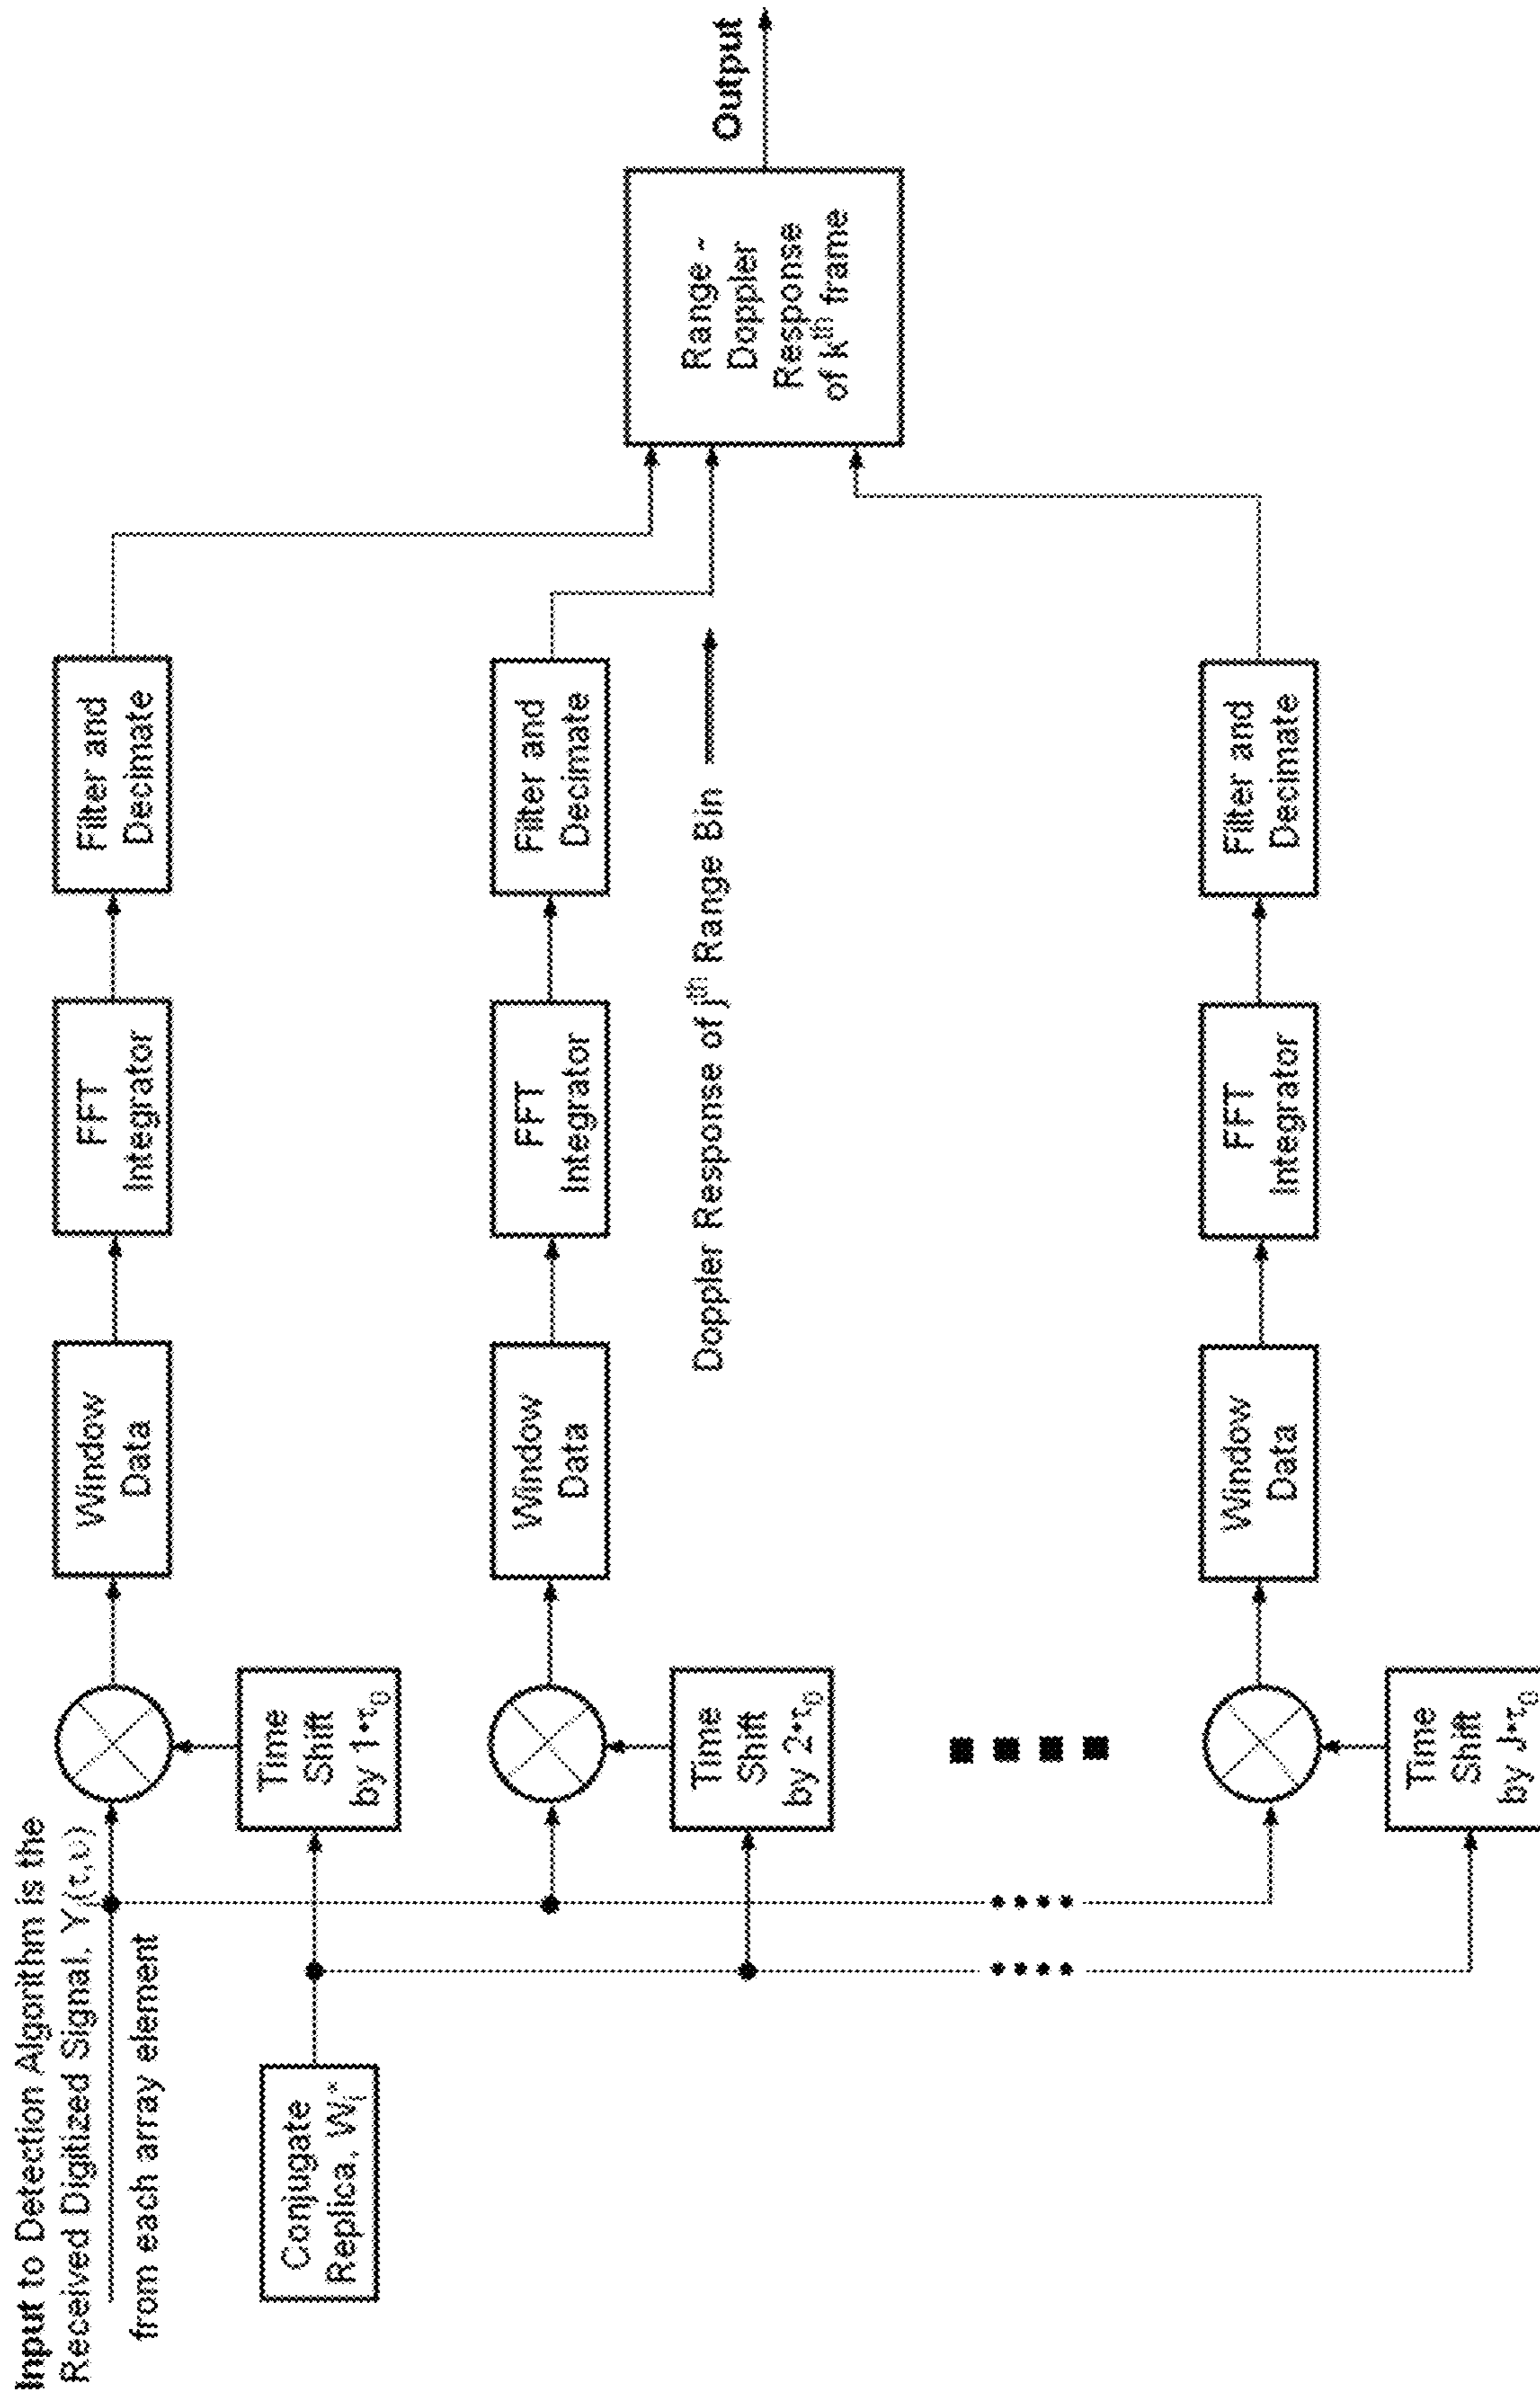 Input to Detection Algorithm is the
Received Digitized Signal, Yⱼ(τ,υ)
from each array element
Conjugate
Replica, Wᵢ*
Time
Shift
by 1•τ₀
Window
Data
FFT
Integrator
Filter and
Decimate
Time
Shift
by 2•τ₀
Window
Data
FFT
Integrator
Filter and
Decimate
Doppler Response of jᵗʰ Range Bin
Time
Shift
by J•τ₀
Window
Data
FFT
Integrator
Filter and
Decimate
Range -
Doppler
Response
of kᵗʰ frame
Output